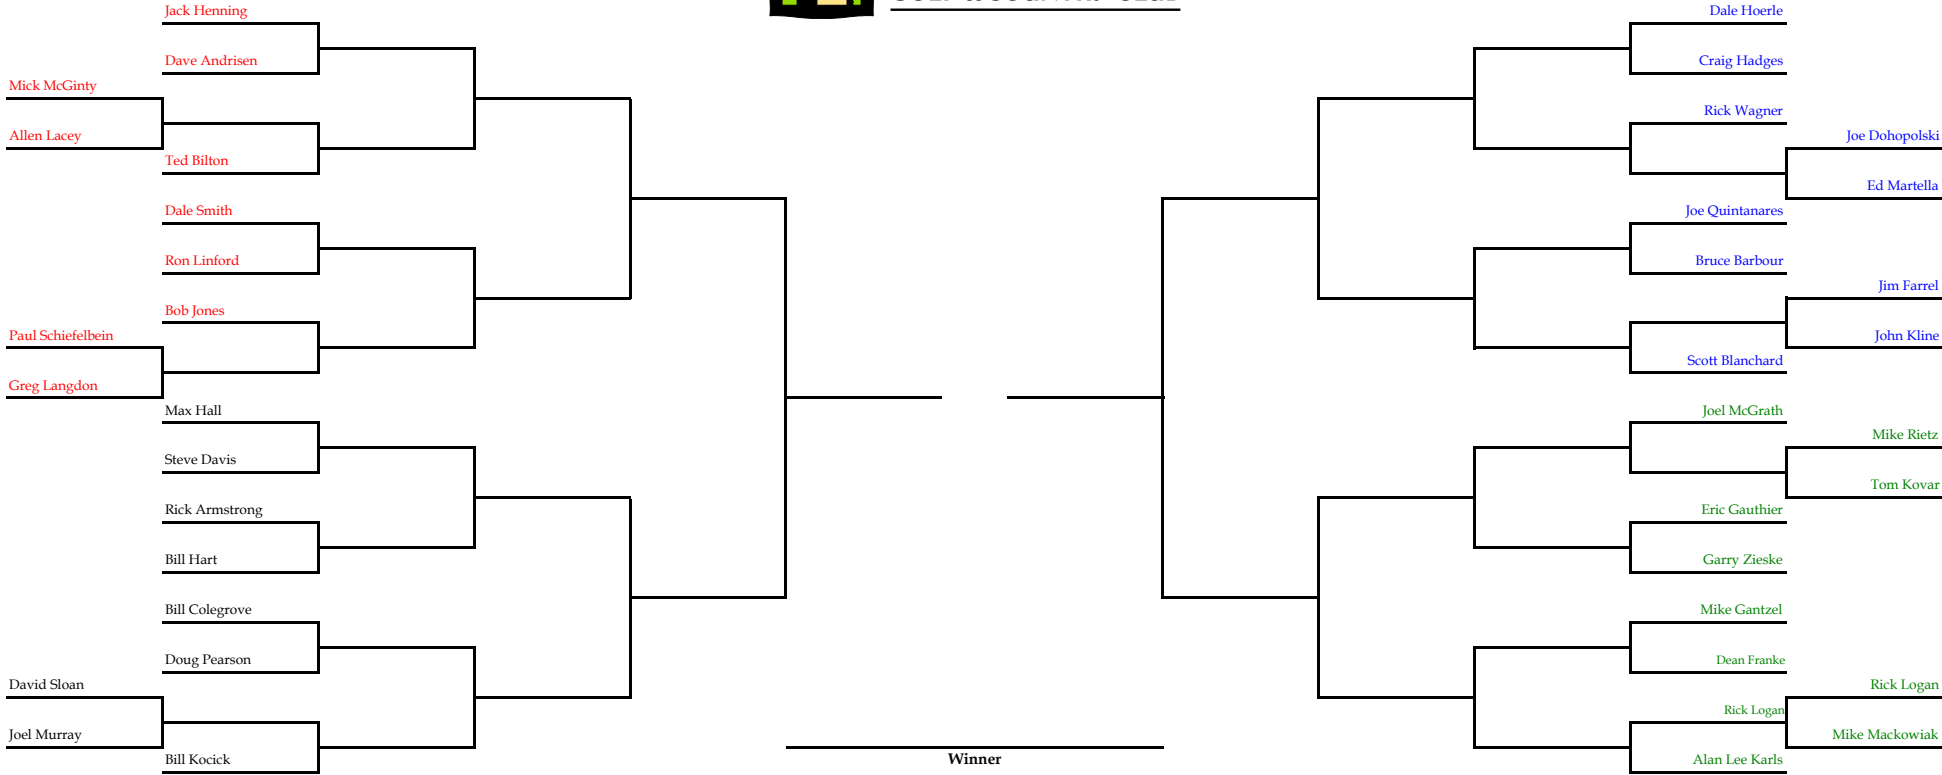 Jack Henning
Dave Andrisen
Mick McGinty
Allen Lacey
Ted Bilton
Dale Smith
Ron Linford
Bob Jones
Paul Schiefelbein
Greg Langdon
Max Hall
Steve Davis
Rick Armstrong
Bill Hart
Bill Colegrove
Doug Pearson
David Sloan
Joel Murray
Bill Kocick
Winner
Dale Hoerle
Craig Hadges
Rick Wagner
Joe Dohopolski
Ed Martella
Joe Quintanares
Bruce Barbour
Jim Farrel
John Kline
Scott Blanchard
Joel McGrath
Mike Rietz
Tom Kovar
Eric Gauthier
Garry Zieske
Mike Gantzel
Dean Franke
Rick Logan
Rick Logan
Mike Mackowiak
Alan Lee Karls